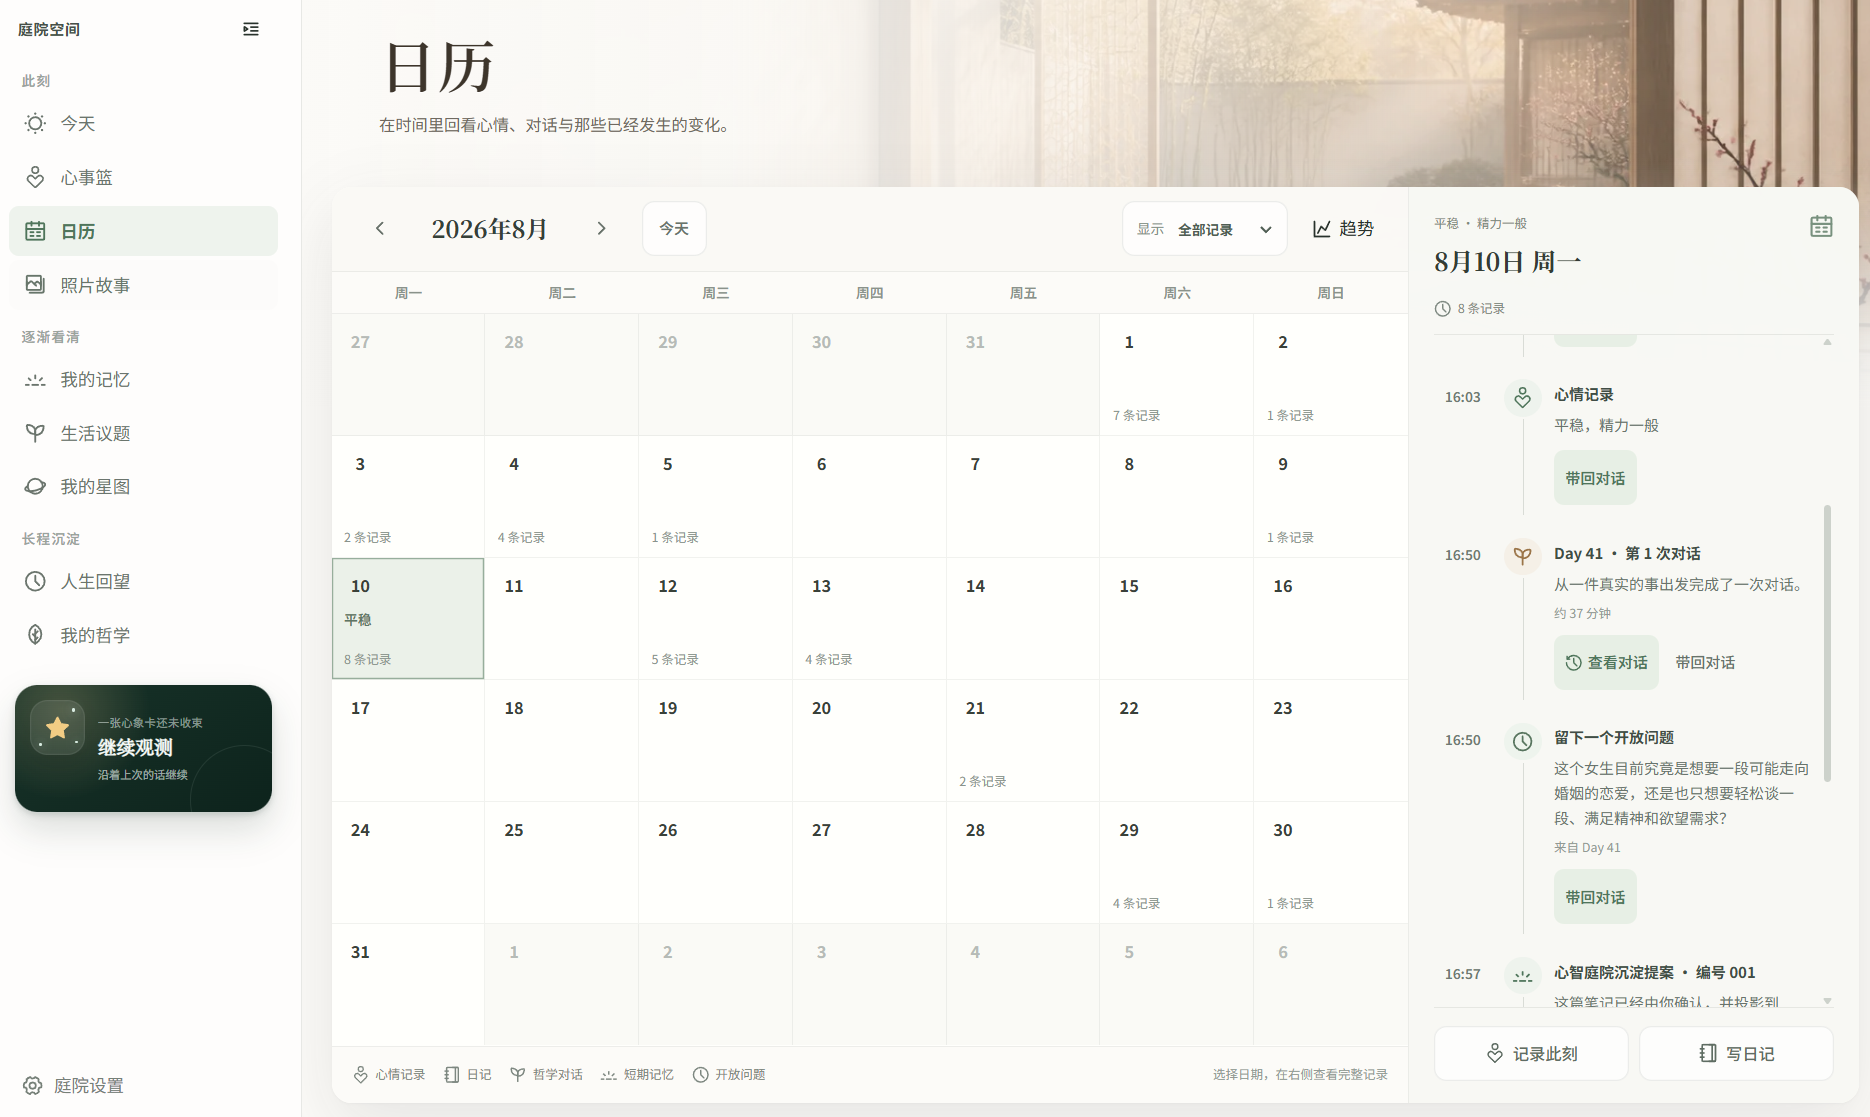 庭院空间
此刻
今天
心事篮
日历
照片故事
逐渐看清
我的记忆
生活议题
我的星图
长程沉淀
人生回望
我的哲学
一张心象卡还未收束
继续观测
沿着上次的话继续
庭院设置
日历
在时间里回看心情、对话与那些已经发生的变化。
2026年8月
今天
显示 全部记录
趋势
周一 周二 周三 周四 周五 周六 周日
27 28 29 30 31 1 2
7 条记录 1 条记录
3 4 5 6 7 8 9
2 条记录 4 条记录 1 条记录 1 条记录
10 11 12 13 14 15 16
平稳
8 条记录 5 条记录 4 条记录
17 18 19 20 21 22 23
2 条记录
24 25 26 27 28 29 30
4 条记录 1 条记录
31 1 2 3 4 5 6
心情记录 日记 哲学对话 短期记忆 开放问题
选择日期，在右侧查看完整记录
平稳 · 精力一般
8月10日 周一
8 条记录
16:03 心情记录
平稳，精力一般
带回对话
16:50 Day 41 · 第 1 次对话
从一件真实的事出发完成了一次对话。
约 37 分钟
查看对话 带回对话
16:50 留下一个开放问题
这个女生目前究竟是想要一段可能走向
婚姻的恋爱，还是也只想要轻松谈一
段、满足精神和欲望需求？
来自 Day 41
带回对话
16:57 心智庭院沉淀提案 · 编号 001
这篇笔记已经由你确认，并投影到
记录此刻 写日记